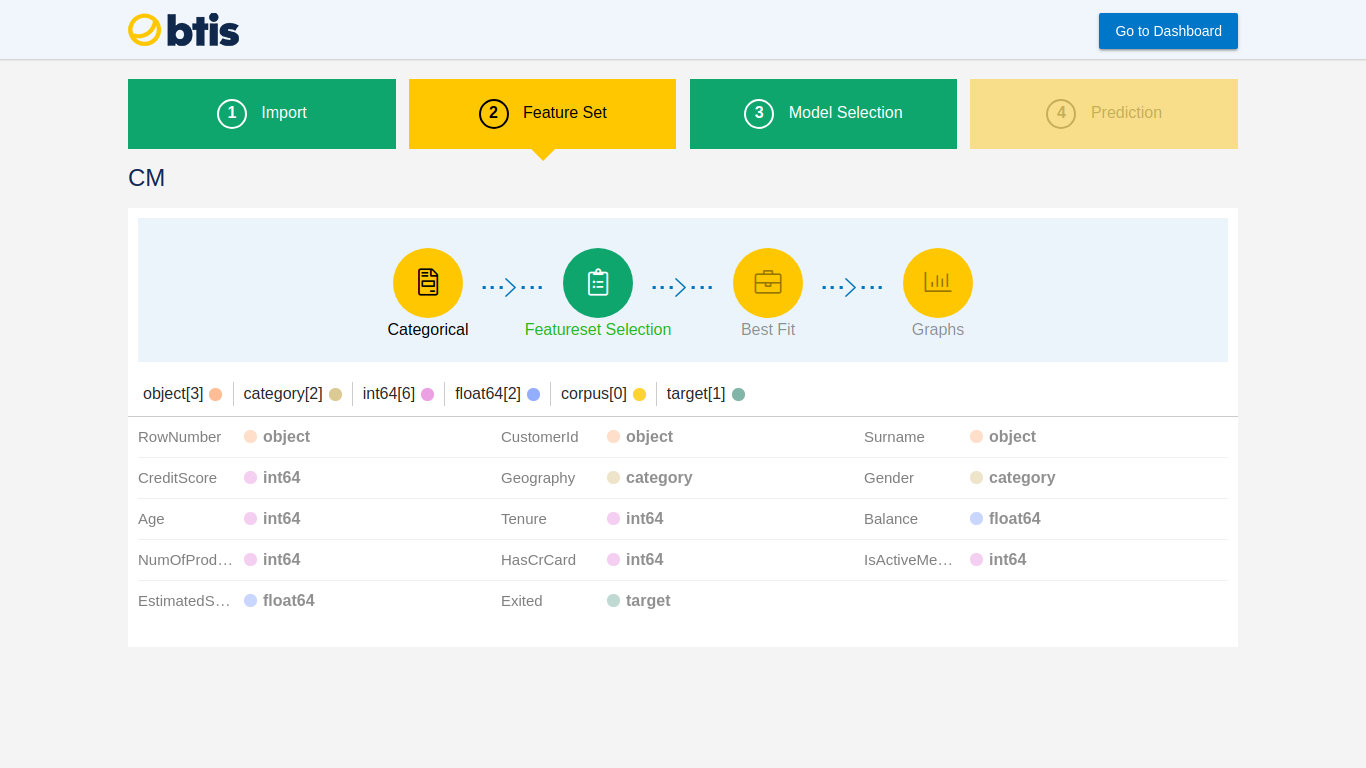 btis
Go to Dashboard
1 Import
2 Feature Set
3 Model Selection
4 Prediction
CM
Categorical
Featureset Selection
Best Fit
Graphs
object[3] category[2] int64[6] float64[2] corpus[0] target[1]
RowNumber object CustomerId object Surname object
CreditScore int64 Geography category Gender category
Age int64 Tenure int64 Balance float64
NumOfProd… int64 HasCrCard int64 IsActiveMe… int64
EstimatedS… float64 Exited target